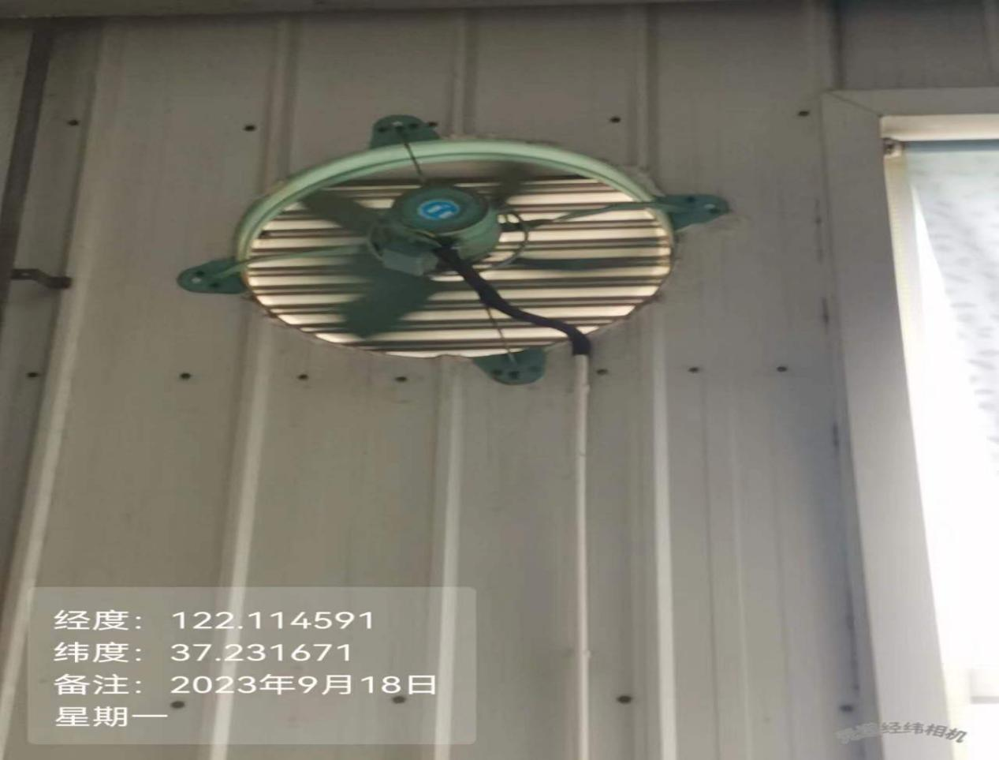 经度： 122.114591
纬度： 37.231671
备注： 2023年9月18日
星期一
经纬相机